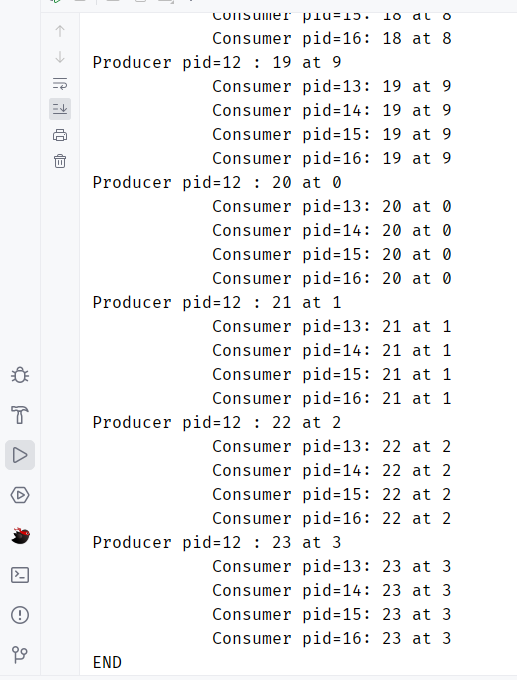 Consumer pid=15: 18 at 8
Consumer pid=16: 18 at 8
Producer pid=12 : 19 at 9
Consumer pid=13: 19 at 9
Consumer pid=14: 19 at 9
Consumer pid=15: 19 at 9
Consumer pid=16: 19 at 9
Producer pid=12 : 20 at 0
Consumer pid=13: 20 at 0
Consumer pid=14: 20 at 0
Consumer pid=15: 20 at 0
Consumer pid=16: 20 at 0
Producer pid=12 : 21 at 1
Consumer pid=13: 21 at 1
Consumer pid=14: 21 at 1
Consumer pid=15: 21 at 1
Consumer pid=16: 21 at 1
Producer pid=12 : 22 at 2
Consumer pid=13: 22 at 2
Consumer pid=14: 22 at 2
Consumer pid=15: 22 at 2
Consumer pid=16: 22 at 2
Producer pid=12 : 23 at 3
Consumer pid=13: 23 at 3
Consumer pid=14: 23 at 3
Consumer pid=15: 23 at 3
Consumer pid=16: 23 at 3
END